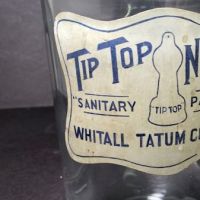 TIP TOP N
"SANITARY PA
TIP TOP
WHITALL TATUM C